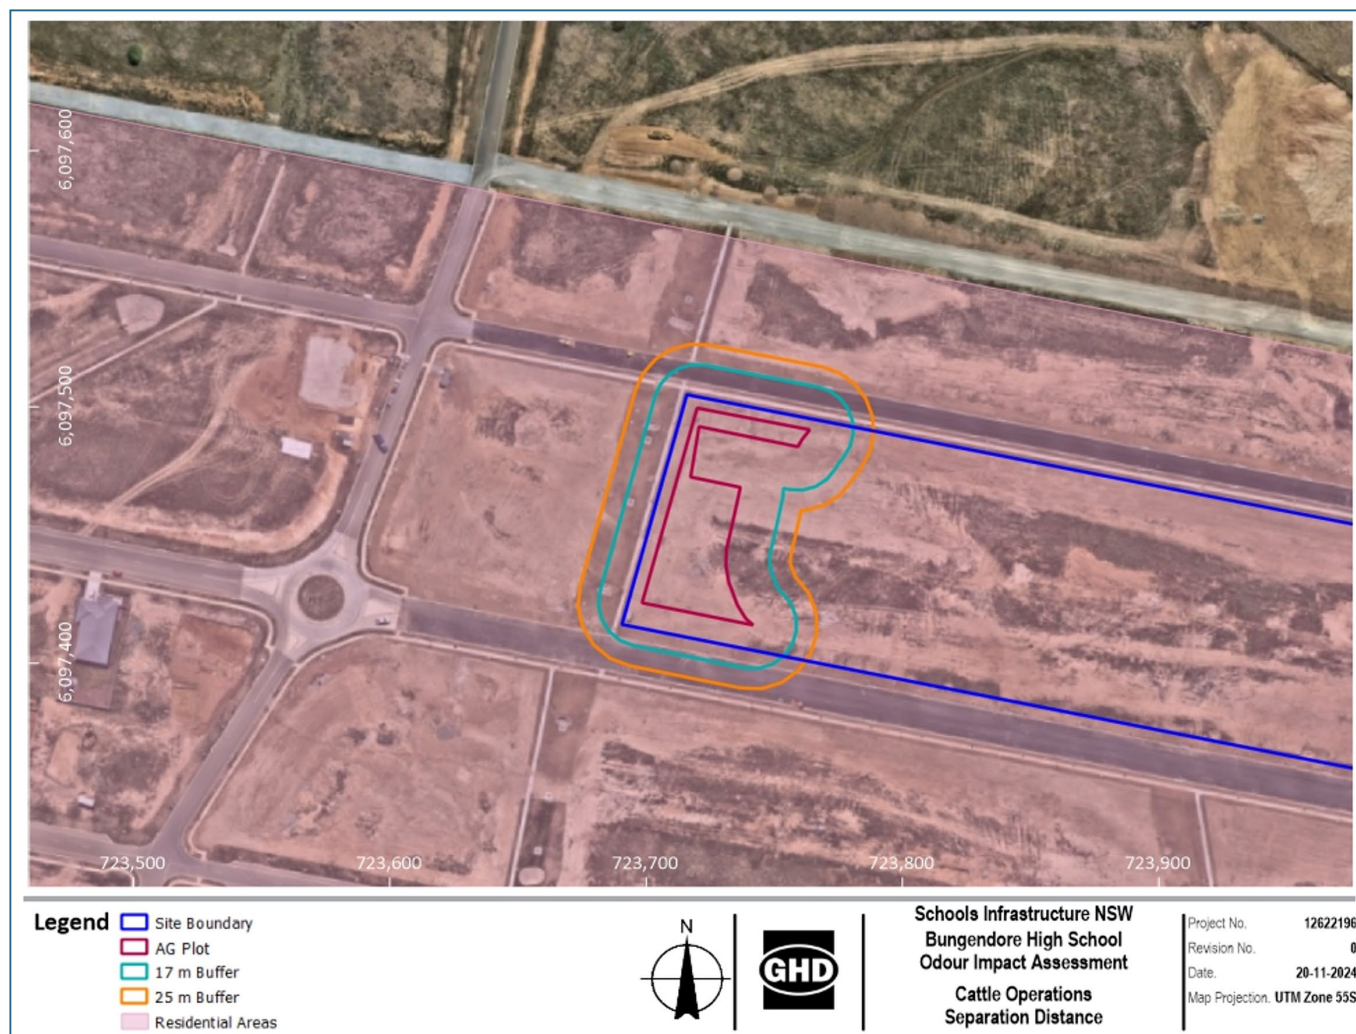 6,097,600
6,097,500
6,097,400
723,500
723,600
723,700
723,800
723,900
Legend
Site Boundary
AG Plot
17 m Buffer
25 m Buffer
Residential Areas
N
GHD
Schools Infrastructure NSW
Bungendore High School
Odour Impact Assessment
Cattle Operations
Separation Distance
Project No. 12622196
Revision No. 0
Date. 20-11-2024
Map Projection. UTM Zone 55S